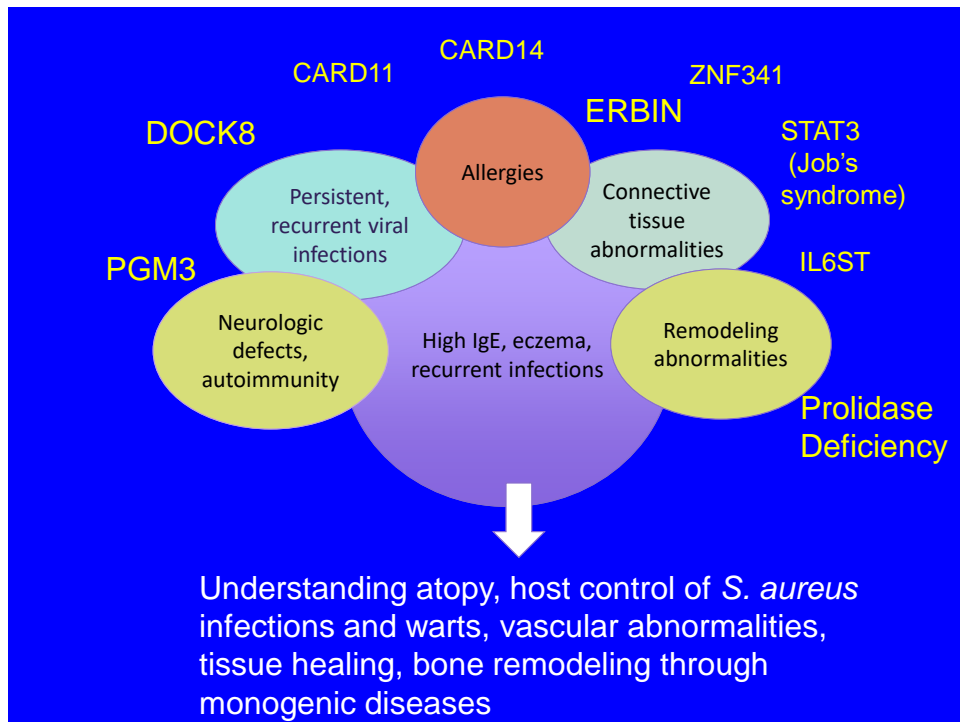 CARD14
CARD11
ZNF341
DOCK8
ERBIN
STAT3
(Job's
syndrome)
Allergies
Persistent,
recurrent viral
infections
Connective
tissue
abnormalities
PGM3
IL6ST
Neurologic
defects,
autoimmunity
High IgE, eczema,
recurrent infections
Remodeling
abnormalities
Prolidase
Deficiency
Understanding atopy, host control of S. aureus
infections and warts, vascular abnormalities,
tissue healing, bone remodeling through
monogenic diseases